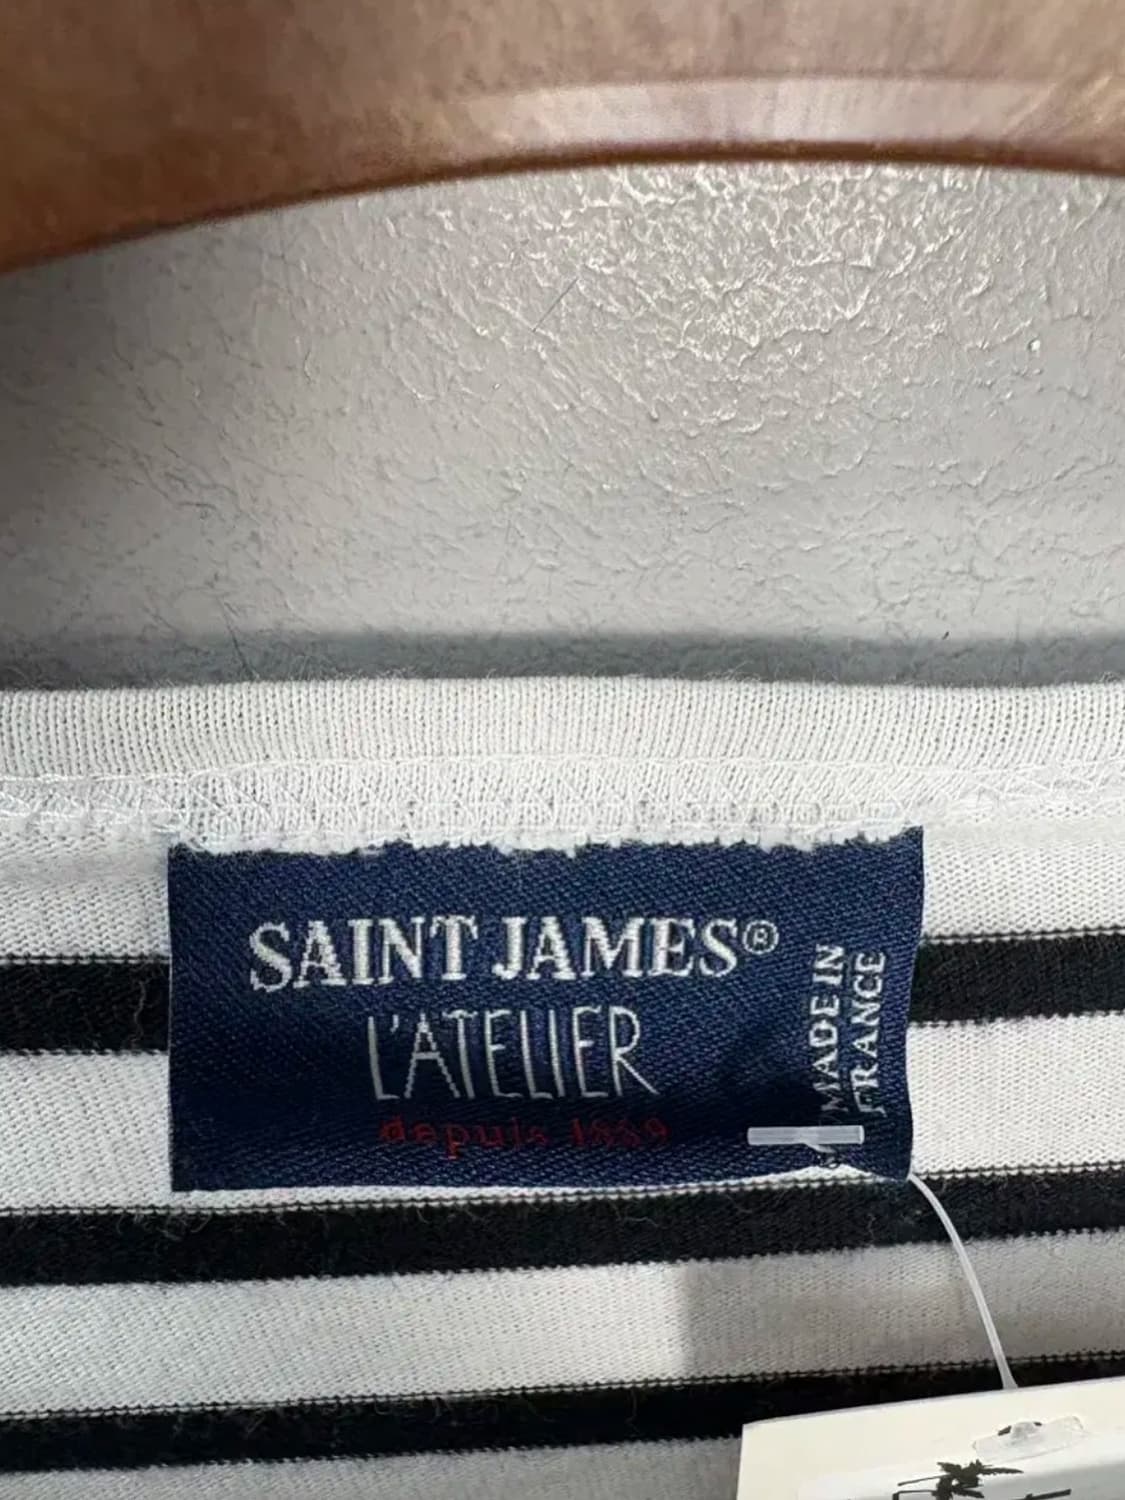 SAINT JAMES®
L'ATELIER
depuis 1889
MADE IN
FRANCE